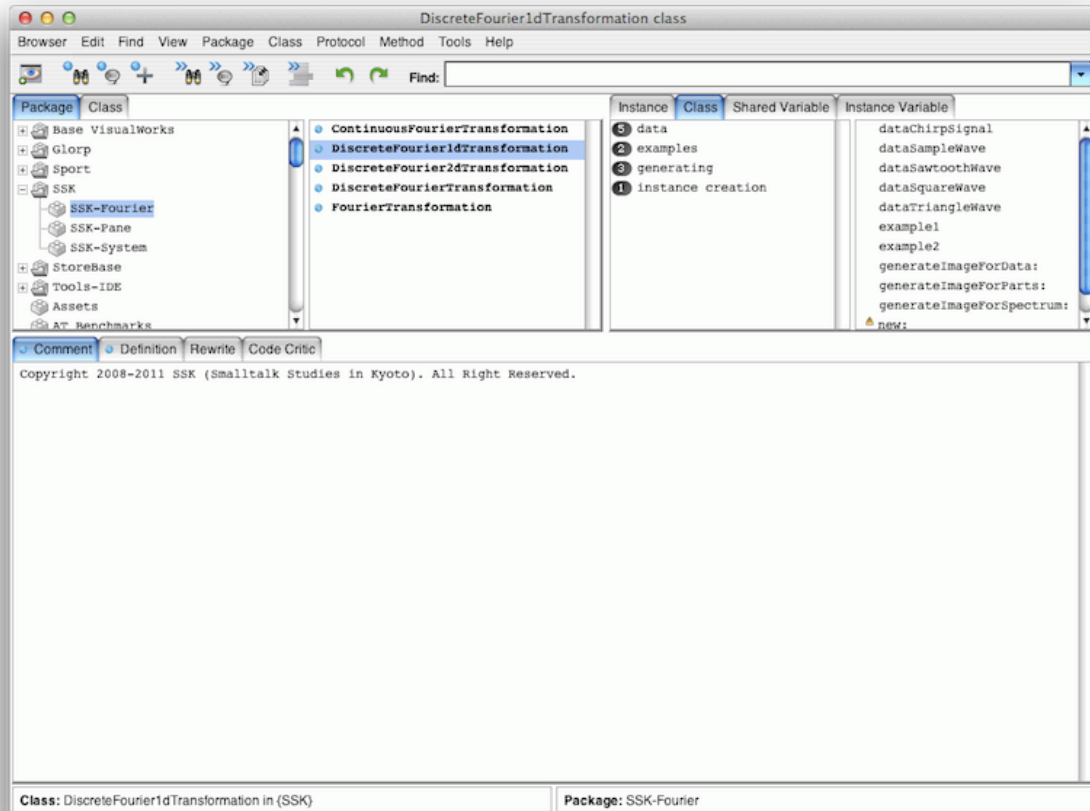 DiscreteFourier1dTransformation class
Browser Edit Find View Package Class Protocol Method Tools Help
Find:
Package Class
Base VisualWorks
Glorp
Sport
SSK
SSK-Fourier
SSK-Pane
SSK-System
StoreBase
Tools-IDE
Assets
AT Benchmarks
ContinuousFourierTransformation
DiscreteFourier1dTransformation
DiscreteFourier2dTransformation
DiscreteFourierTransformation
FourierTransformation
Instance Class Shared Variable Instance Variable
5 data
2 examples
3 generating
1 instance creation
dataChirpSignal
dataSampleWave
dataSawtoothWave
dataSquareWave
dataTriangleWave
example1
example2
generateImageForData:
generateImageForParts:
generateImageForSpectrum:
new:
Comment Definition Rewrite Code Critic
Copyright 2008-2011 SSK (Smalltalk Studies in Kyoto). All Right Reserved.
Class: DiscreteFourier1dTransformation in {SSK}
Package: SSK-Fourier